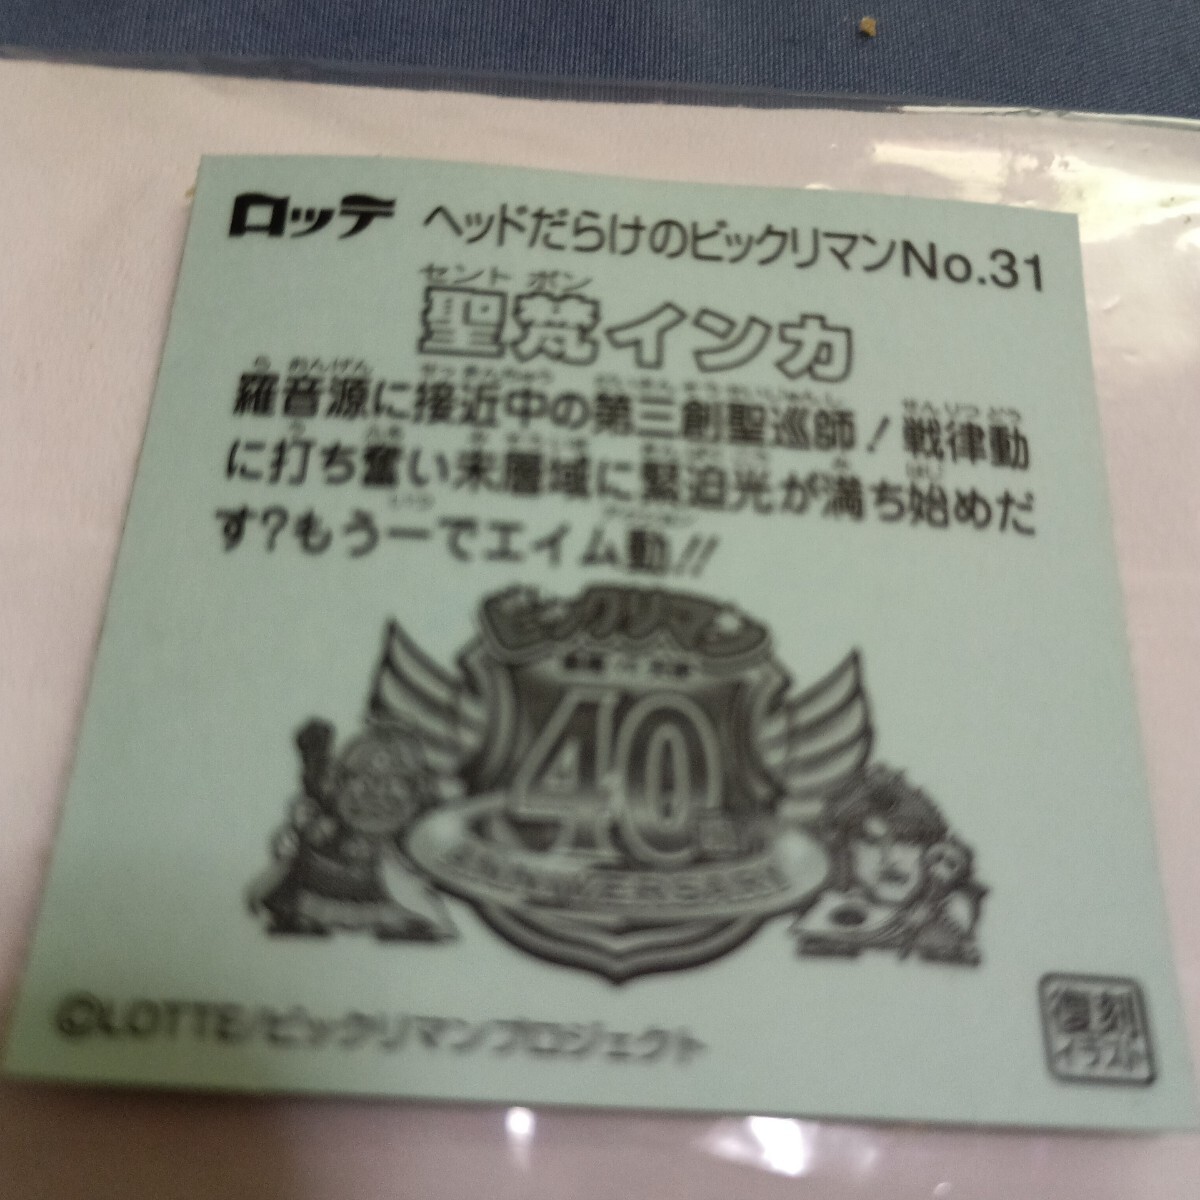 ロッテ ヘッドだらけのビックリマンNo.31
セント ボン
聖梵インカ
羅音源に接近中の第三創聖巡師!戦律動
に打ち奮い末層域に緊迫光が満ち始めだ
す?もう一でエイム動!!
ビックリマン
40
ANNIVERSARY
©LOTTE/ビックリマンプロジェクト
復刻
イラスト